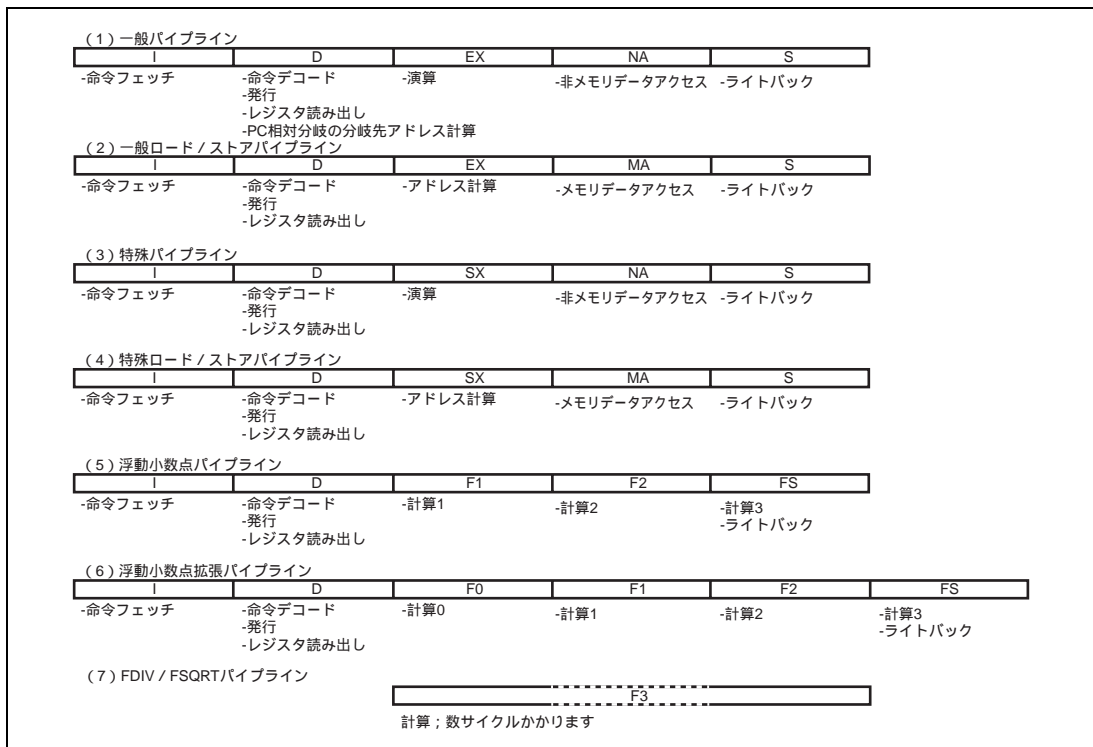 （1）一般パイプライン
I D EX NA S
-命令フェッチ -命令デコード -演算 -非メモリデータアクセス -ライトバック
-発行
-レジスタ読み出し
-PC相対分岐の分岐先アドレス計算
（2）一般ロード / ストアパイプライン
I D EX MA S
-命令フェッチ -命令デコード -アドレス計算 -メモリデータアクセス -ライトバック
-発行
-レジスタ読み出し
（3）特殊パイプライン
I D SX NA S
-命令フェッチ -命令デコード -演算 -非メモリデータアクセス -ライトバック
-発行
-レジスタ読み出し
（4）特殊ロード / ストアパイプライン
I D SX MA S
-命令フェッチ -命令デコード -アドレス計算 -メモリデータアクセス -ライトバック
-発行
-レジスタ読み出し
（5）浮動小数点パイプライン
I D F1 F2 FS
-命令フェッチ -命令デコード -計算1 -計算2 -計算3
-発行 -ライトバック
-レジスタ読み出し
（6）浮動小数点拡張パイプライン
I D F0 F1 F2 FS
-命令フェッチ -命令デコード -計算0 -計算1 -計算2 -計算3
-発行 -ライトバック
-レジスタ読み出し
（7）FDIV / FSQRTパイプライン
F3
計算；数サイクルかかります